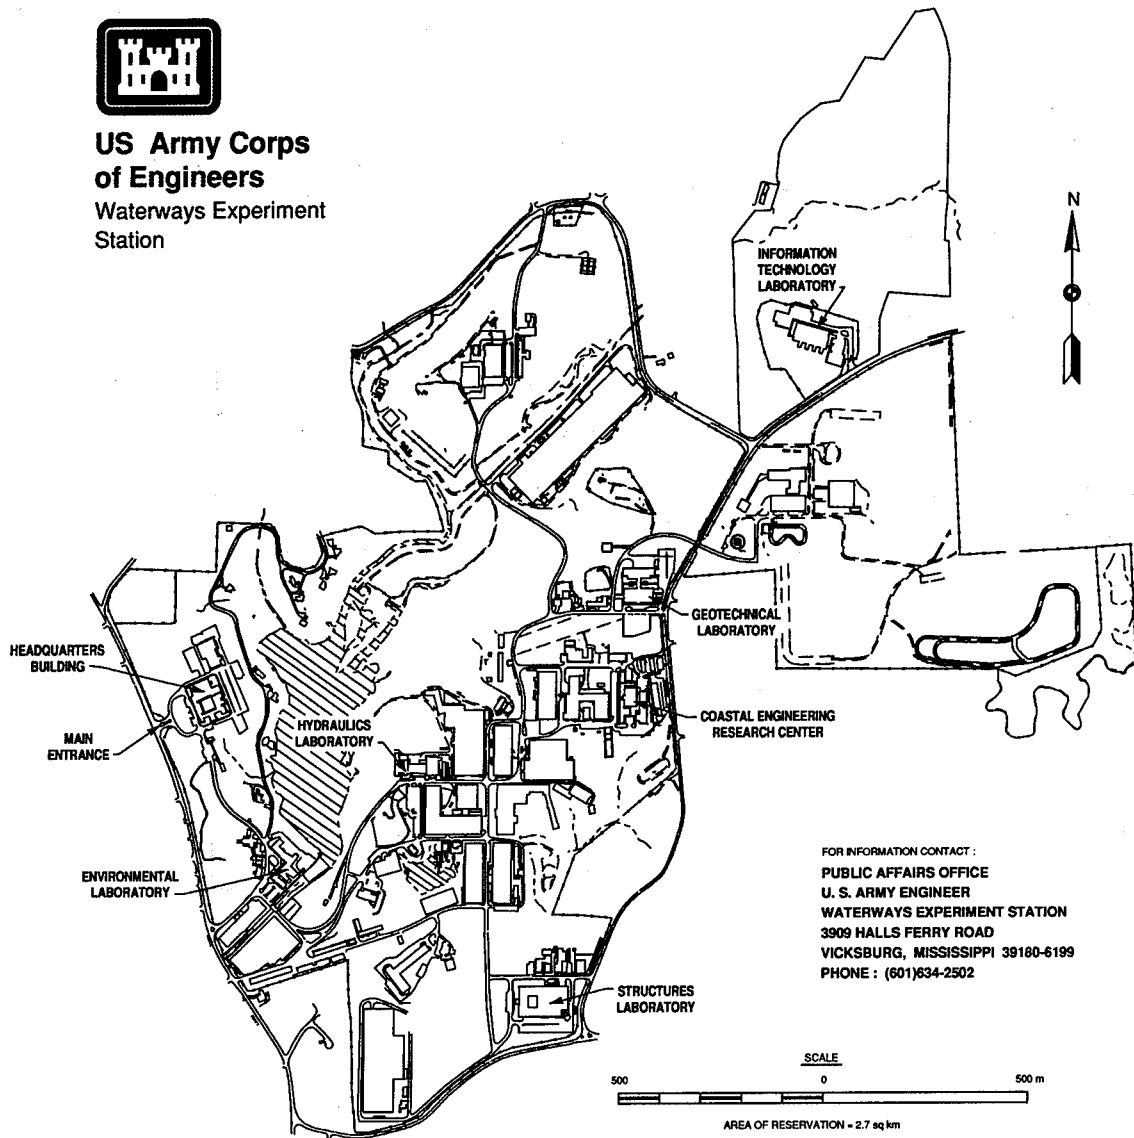 US Army Corps
of Engineers
Waterways Experiment
Station
N
INFORMATION
TECHNOLOGY
LABORATORY
GEOTECHNICAL
LABORATORY
HEADQUARTERS
BUILDING
MAIN
ENTRANCE
HYDRAULICS
LABORATORY
COASTAL ENGINEERING
RESEARCH CENTER
ENVIRONMENTAL
LABORATORY
STRUCTURES
LABORATORY
FOR INFORMATION CONTACT :
PUBLIC AFFAIRS OFFICE
U. S. ARMY ENGINEER
WATERWAYS EXPERIMENT STATION
3909 HALLS FERRY ROAD
VICKSBURG, MISSISSIPPI 39180-6199
PHONE : (601)634-2502
SCALE
500 0 500 m
AREA OF RESERVATION = 2.7 sq km